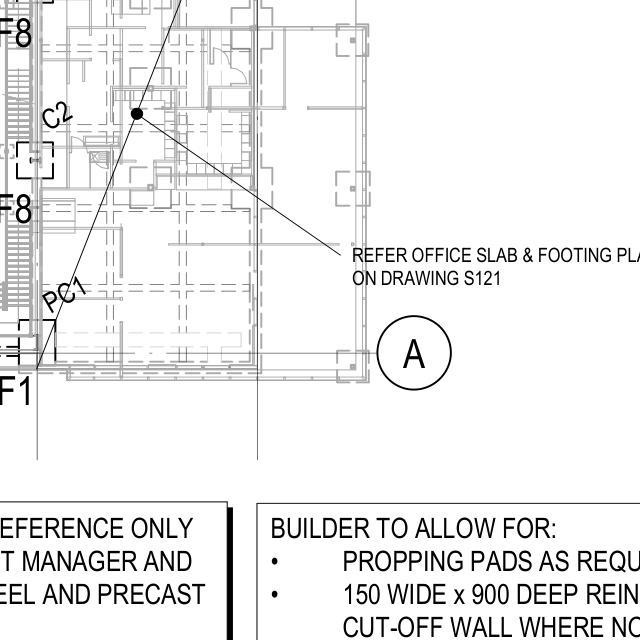 F8
C2
F8
REFER OFFICE SLAB & FOOTING PLA
ON DRAWING S121
PC1
A
F1
EFERENCE ONLY
T MANAGER AND
EEL AND PRECAST
BUILDER TO ALLOW FOR:
• PROPPING PADS AS REQU
• 150 WIDE x 900 DEEP REIN
CUT-OFF WALL WHERE NO